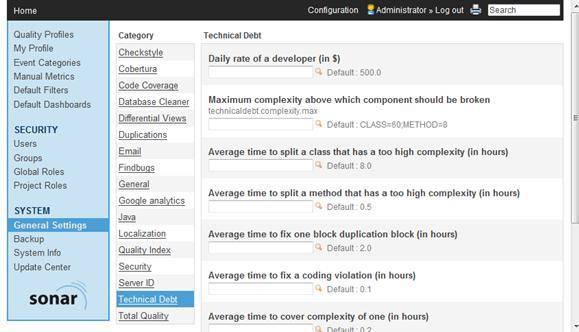 Home
Configuration Administrator » Log out Search
Quality Profiles
My Profile
Event Categories
Manual Metrics
Default Filters
Default Dashboards
SECURITY
Users
Groups
Global Roles
Project Roles
SYSTEM
General Settings
Backup
System Info
Update Center
sonar
Category
Checkstyle
Cobertura
Code Coverage
Database Cleaner
Differential Views
Duplications
Email
Findbugs
General
Google analytics
Java
Localization
Quality Index
Security
Server ID
Technical Debt
Total Quality
Technical Debt
Daily rate of a developer (in $)
Default : 500.0
Maximum complexity above which component should be broken
technicaldebt.complexity.max
Default : CLASS=60;METHOD=8
Average time to split a class that has a too high complexity (in hours)
Default : 8.0
Average time to split a method that has a too high complexity (in hours)
Default : 0.5
Average time to fix one block duplication block (in hours)
Default : 2.0
Average time to fix a coding violation (in hours)
Default : 0.1
Average time to cover complexity of one (in hours)
Default : 0.2